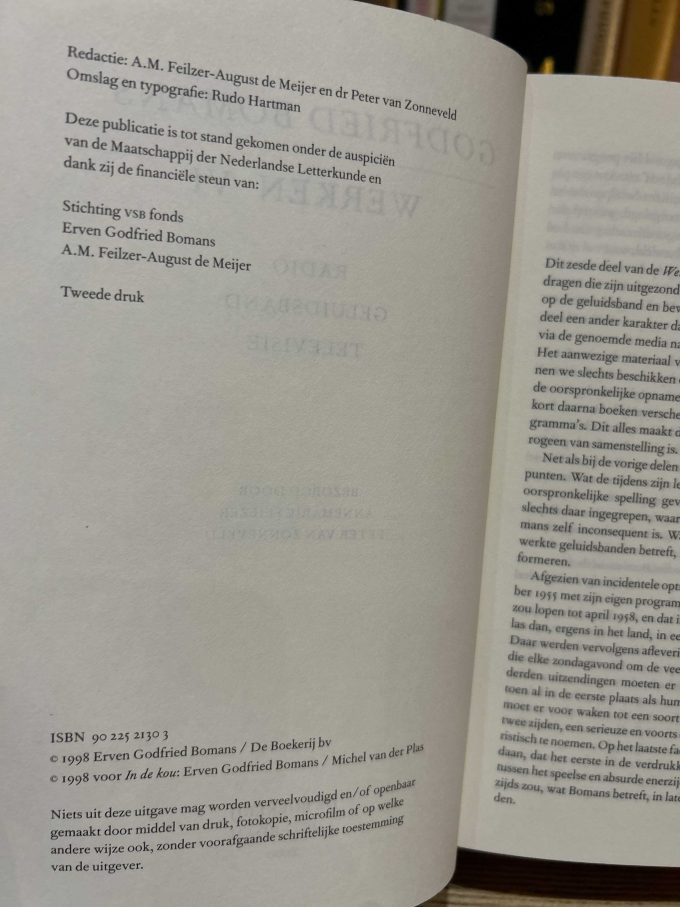 Redactie: A.M. Feilzer-August de Meijer en dr Peter van Zonneveld
Omslag en typografie: Rudo Hartman
Deze publicatie is tot stand gekomen onder de auspiciën
van de Maatschappij der Nederlandse Letterkunde en
dank zij de financiële steun van:
Stichting VSB fonds
Erven Godfried Bomans
A.M. Feilzer-August de Meijer
Tweede druk
ISBN 90 225 2130 3
© 1998 Erven Godfried Bomans / De Boekerij bv
© 1998 voor In de kou: Erven Godfried Bomans / Michel van der Plas
Niets uit deze uitgave mag worden verveelvoudigd en/of openbaar
gemaakt door middel van druk, fotokopie, microfilm of op welke
andere wijze ook, zonder voorafgaande schriftelijke toestemming
van de uitgever.
Dit zesde deel van de We
dragen die zijn uitgezond
op de geluidsband en bew
deel een ander karakter da
via de genoemde media na
Het aanwezige materiaal v
nen we slechts beschikken
de oorspronkelijke opname
kort daarna boeken versche
gramma's. Dit alles maakt d
rogeen van samenstelling is.
Net als bij de vorige delen
punten. Wat de tijdens zijn le
oorspronkelijke spelling gev
slechts daar ingegrepen, waar
mans zelf inconsequent is. W
werkte geluidsbanden betreft,
formeren.
Afgezien van incidentele opt
ber 1955 met zijn eigen program
zou lopen tot april 1958, en dat i
las dan, ergens in het land, in ee
Daar werden vervolgens afleveri
die elke zondagavond om de vee
derden uitzendingen moeten er
toen al in de eerste plaats als hum
moet er voor waken tot een soort
twee zijden, een serieuze en voorts
ristisch te noemen. Op het laatste fa
daan, dat het eerste in de verdrukk
tussen het speelse en absurde enerzij
zijds zou, wat Bomans betreft, in late
den.